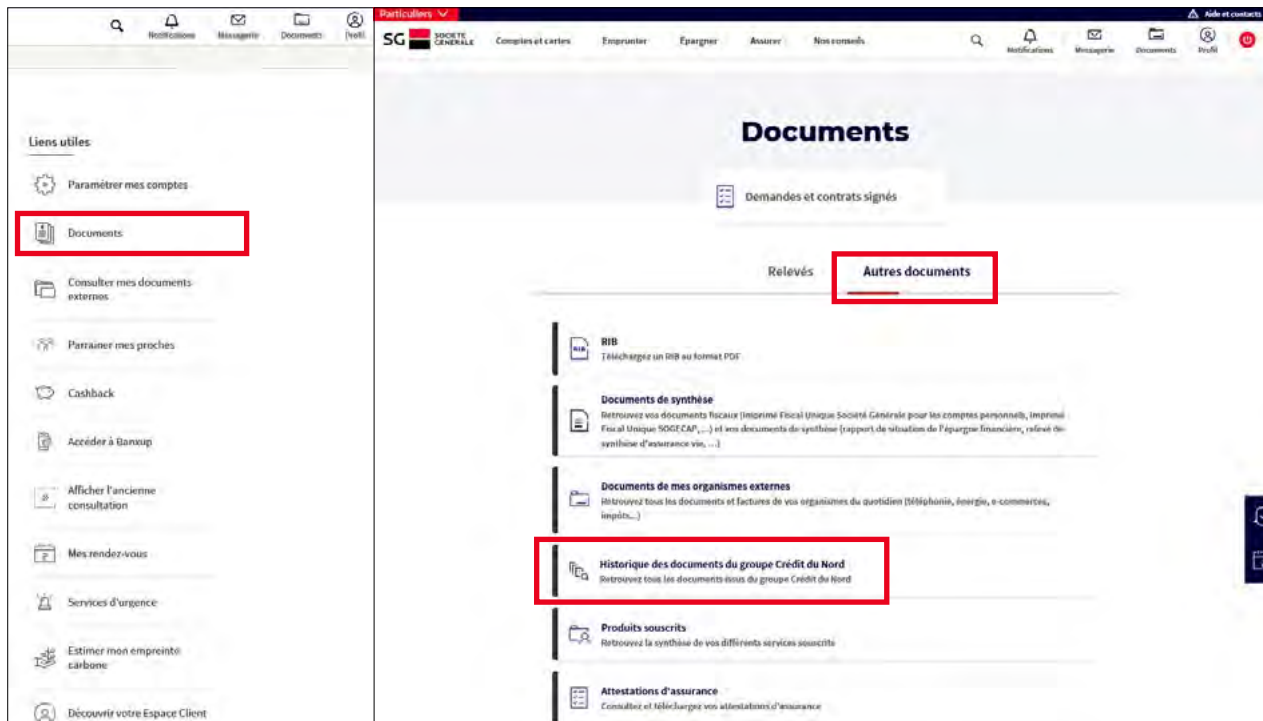 Notifications
Messagerie
Documents
Profil
Liens utiles
Paramétrer mes comptes
Documents
Consulter mes documents
externes
Parrainer mes proches
Cashback
Accéder à Banxup
Afficher l'ancienne
consultation
Mes rendez-vous
Services d'urgence
Estimer mon empreinte
carbone
Découvrir votre Espace Client
Particuliers
Aide et contacts
SG SOCIETE
GENERALE
Comptes et cartes
Emprunter
Épargner
Assurer
Nos conseils
Notifications
Messagerie
Documents
Profil
Documents
Demandes et contrats signés
Relevés
Autres documents
RIB
RIB
Téléchargez un RIB au format PDF
Documents de synthèse
Retrouvez vos documents fiscaux (Imprimé Fiscal Unique Société Générale pour les comptes personnels, Imprimé
Fiscal Unique SOGECAP, ...) et vos documents de synthèse (rapport de situation de l'épargne financière, relevé de
synthèse d'assurance vie, ...)
Documents de mes organismes externes
Retrouvez tous les documents et factures de vos organismes du quotidien (téléphonie, énergie, e-commerces,
impôts...)
Historique des documents du groupe Crédit du Nord
Retrouvez tous les documents issus du groupe Crédit du Nord
Produits souscrits
Retrouvez la synthèse de vos différents services souscrits
Attestations d'assurance
Consultez et téléchargez vos attestations d'assurance